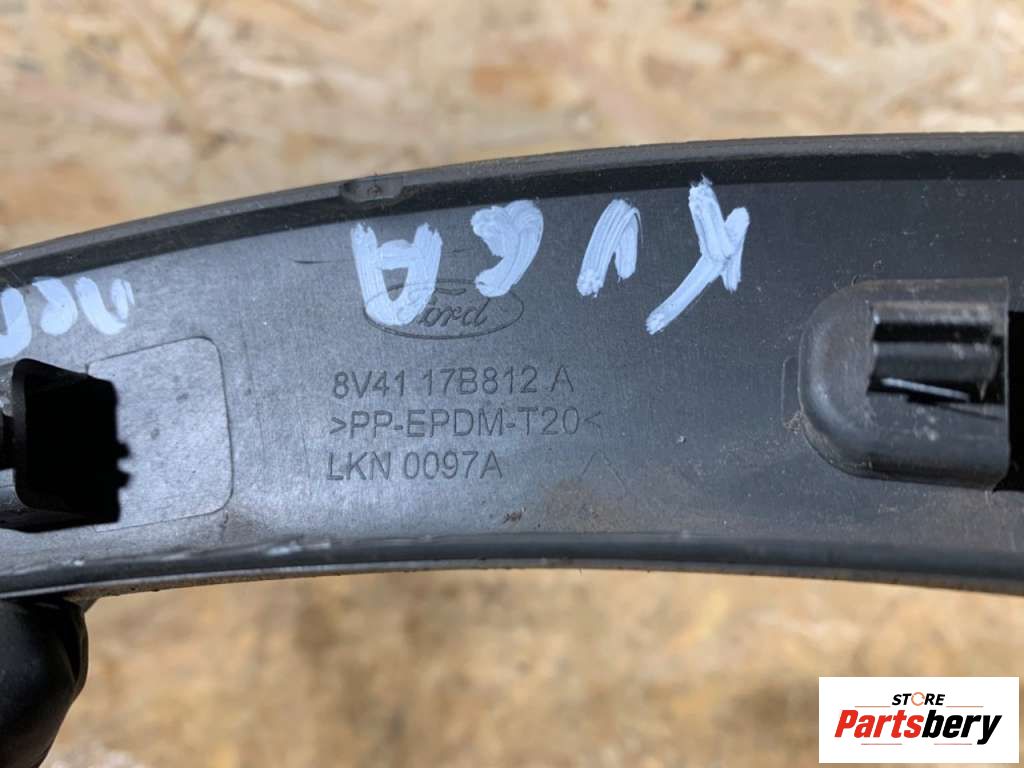 KUGA
Ford
8V41 17B812 A
>PP-EPDM-T20<
LKN 0097A
STORE
Partsbery